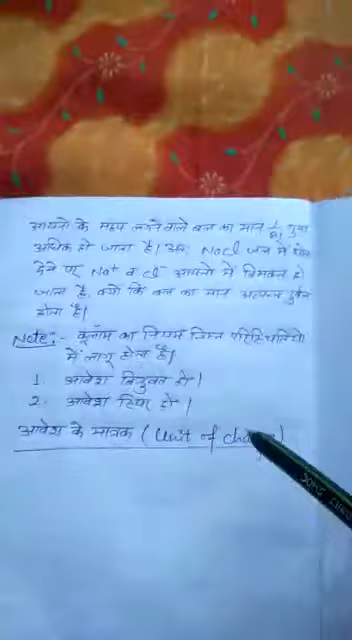 आयनों के मध्य लगने वाले बल का मान 1/81 गुणा
अधिक हो जाता है। अतः NaCl जल में घोल
देने पर Na⁺ व Cl⁻ आयनों में विभक्त हो
जाता है, क्यों कि बल का मान अत्यन्त दुर्बल
होता है।
Note:- कूलॉम का नियम निम्न परिस्थितियों
में लागू होता है।
1. आवेश बिन्दुवत हो।
2. आवेश स्थिर हो।
आवेश के मात्रक (Unit of charge)